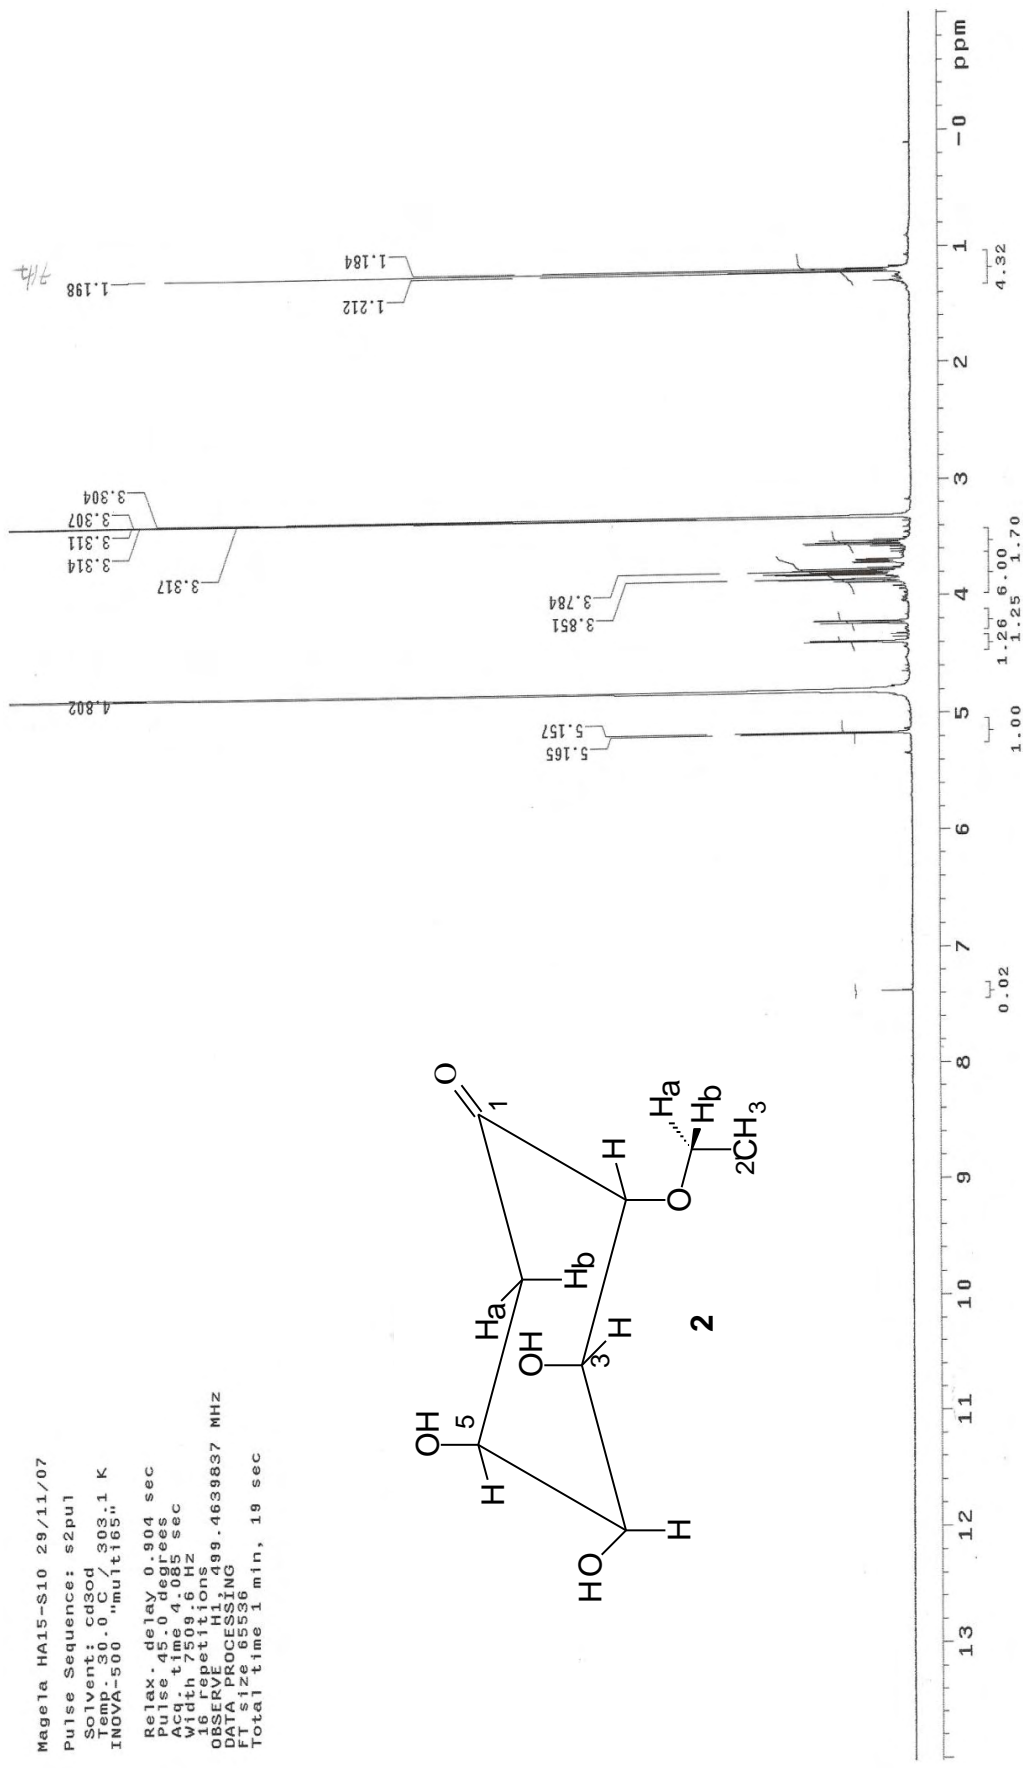 Magela HA15-S10 29/11/07
Pulse Sequence: s2pul
Solvent: cd3od
Temp. 30.0 C / 303.1 K
INOVA-500 "multi65"
Relax. delay 0.904 sec
Pulse 45.0 degrees
Acq. time 4.085 sec
Width 7509.6 Hz
16 repetitions
OBSERVE H1, 499.4639837 MHz
DATA PROCESSING
FT size 65536
Total time 1 min, 19 sec
5.165
5.157
4.802
3.851
3.784
3.317
3.314
3.311
3.307
3.304
1.212
1.198
1.184
O
1
Ha
Hb
OH
5
H
HO
H
OH
3
H
H
O
Ha
Hb
2CH3
2
13 12 11 10 9 8 7 6 5 4 3 2 1 -0 ppm
0.02
1.00
1.26
1.25
6.00
1.70
4.32